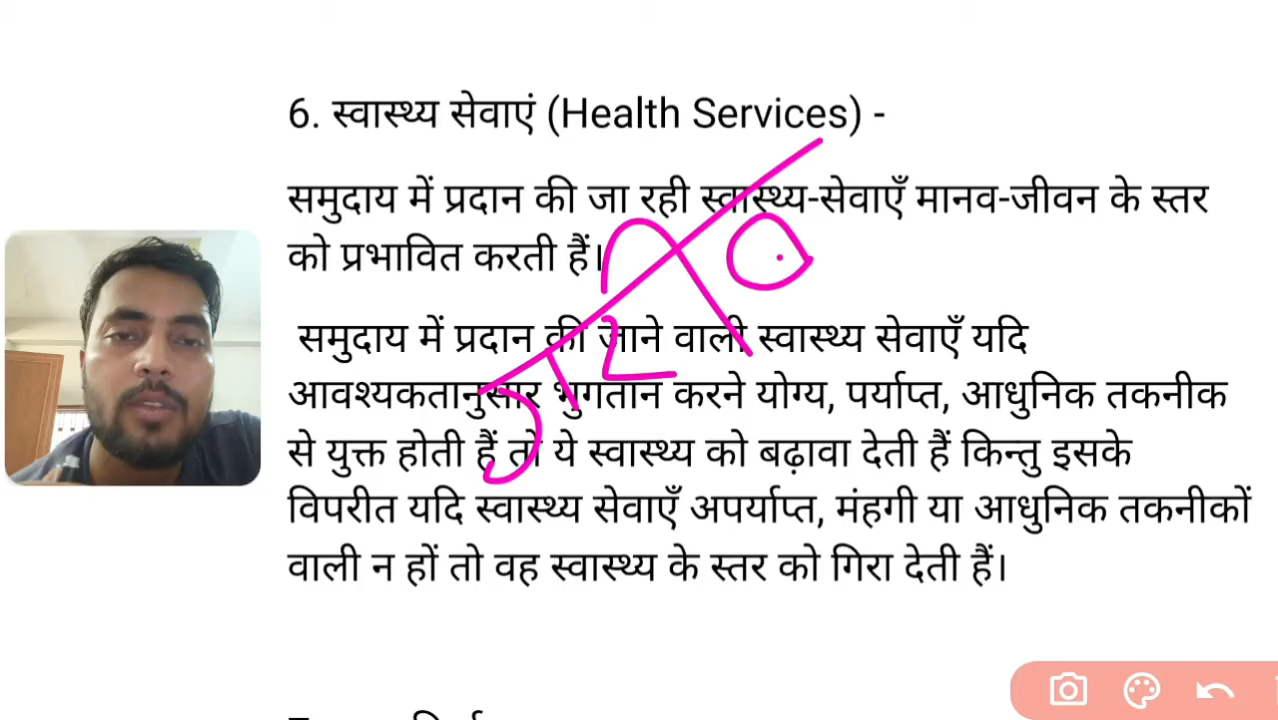 6. स्वास्थ्य सेवाएं (Health Services) -
समुदाय में प्रदान की जा रही स्वास्थ्य-सेवाएँ मानव-जीवन के स्तर
को प्रभावित करती हैं।
समुदाय में प्रदान की जाने वाली स्वास्थ्य सेवाएँ यदि
आवश्यकतानुसार भुगतान करने योग्य, पर्याप्त, आधुनिक तकनीक
से युक्त होती हैं तो ये स्वास्थ्य को बढ़ावा देती हैं किन्तु इसके
विपरीत यदि स्वास्थ्य सेवाएँ अपर्याप्त, मंहगी या आधुनिक तकनीकों
वाली न हों तो वह स्वास्थ्य के स्तर को गिरा देती हैं।